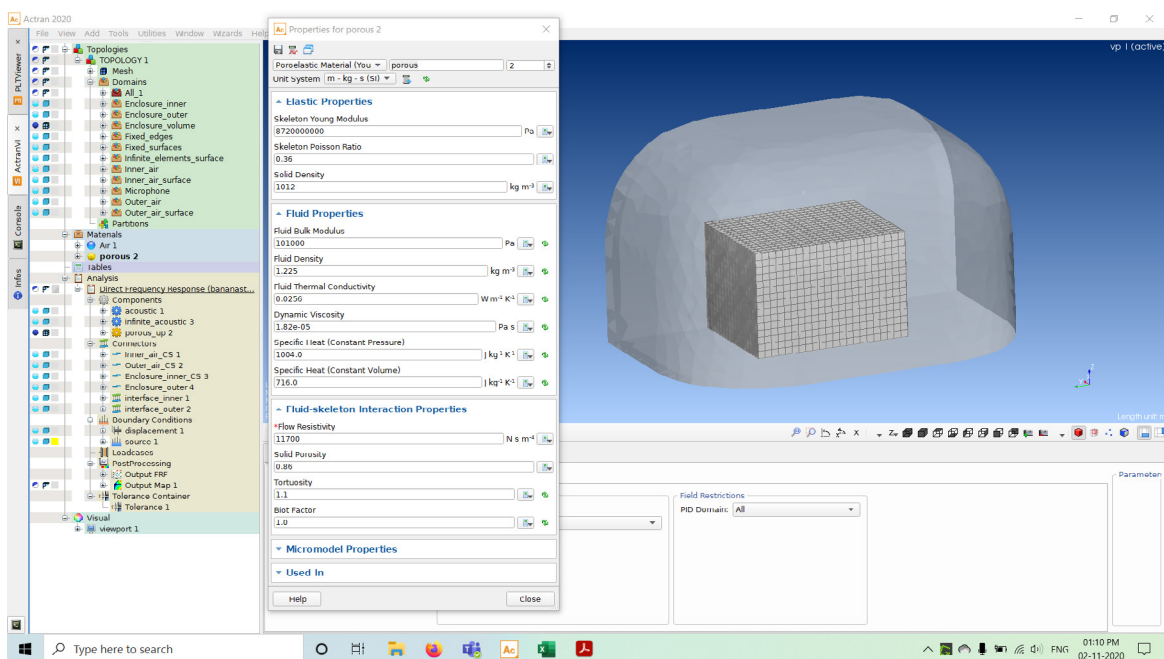 Ac Actran 2020
File View Add Tools Utilities Window Wizards Help
PLTViewer
ActranVI
Console
Infos
Topologies
TOPOLOGY 1
Mesh
Domains
All_1
Enclosure_inner
Enclosure_outer
Enclosure_volume
Fixed_edges
Fixed_surfaces
Infinite_elements_surface
Inner_air
Inner_air_surface
Microphone
Outer_air
Outer_air_surface
Partitions
Materials
Air 1
porous 2
Tables
Analysis
Direct Frequency Response (bananast...
Components
acoustic 1
infinite_acoustic 3
porous_up 2
Connectors
Inner_air_CS 1
Outer_air_CS 2
Enclosure_inner_CS 3
Enclosure_outer 4
interface_inner 1
interface_outer 2
Boundary Conditions
displacement 1
source 1
Loadcases
PostProcessing
Output FRF
Output Map 1
Tolerance Container
Tolerance 1
Visual
viewport 1
Ac Properties for porous 2
Poroelastic Material (You porous 2
Unit System m - kg - s (SI)
Elastic Properties
Skeleton Young Modulus
8720000000 Pa
Skeleton Poisson Ratio
0.36
Solid Density
1012 kg m⁻³
Fluid Properties
Fluid Bulk Modulus
101000 Pa
Fluid Density
1.225 kg m⁻³
Fluid Thermal Conductivity
0.0256 W m⁻¹ K⁻¹
Dynamic Viscosity
1.82e-05 Pa s
Specific Heat (Constant Pressure)
1004.0 J kg⁻¹ K⁻¹
Specific Heat (Constant Volume)
716.0 J kg⁻¹ K⁻¹
Fluid-skeleton Interaction Properties
*Flow Resistivity
11700 N s m⁻⁴
Solid Porosity
0.86
Tortuosity
1.1
Biot Factor
1.0
Micromodel Properties
Used In
Help Close
vp 1 (active)
Length unit m
Field Restrictions
PID Domain: All
Parameter
Type here to search
ENG
01:10 PM
02-11-2020